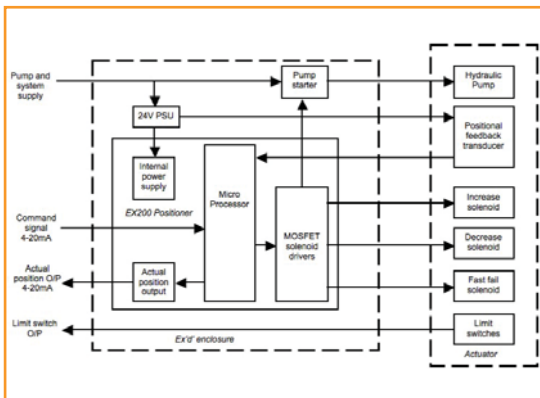 Pump and
system
supply
Pump
starter
Hydraulic
Pump
24V PSU
Positional
feedback
transducer
Internal
power
supply
EX200 Positioner
Micro
Processor
MOSFET
solenoid
drivers
Increase
solenoid
Command
signal
4-20mA
Decrease
solenoid
Actual
position O/P
4-20mA
Actual
position
output
Fast fail
solenoid
Limit switch
O/P
Limit
switches
Ex'd' enclosure
Actuator